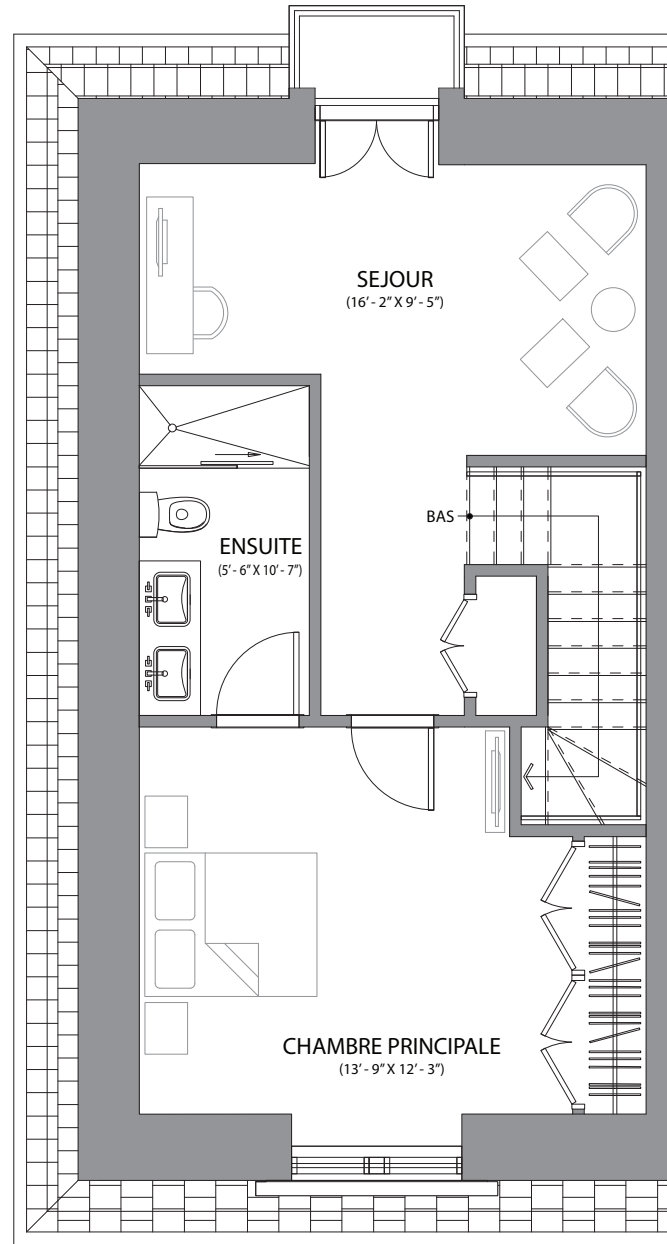 SEJOUR
(16’ - 2” X 9’ - 5”)
BAS
ENSUITE
(5’ - 6” X 10’ - 7”)
CHAMBRE PRINCIPALE
(13’ - 9” X 12’ - 3”)